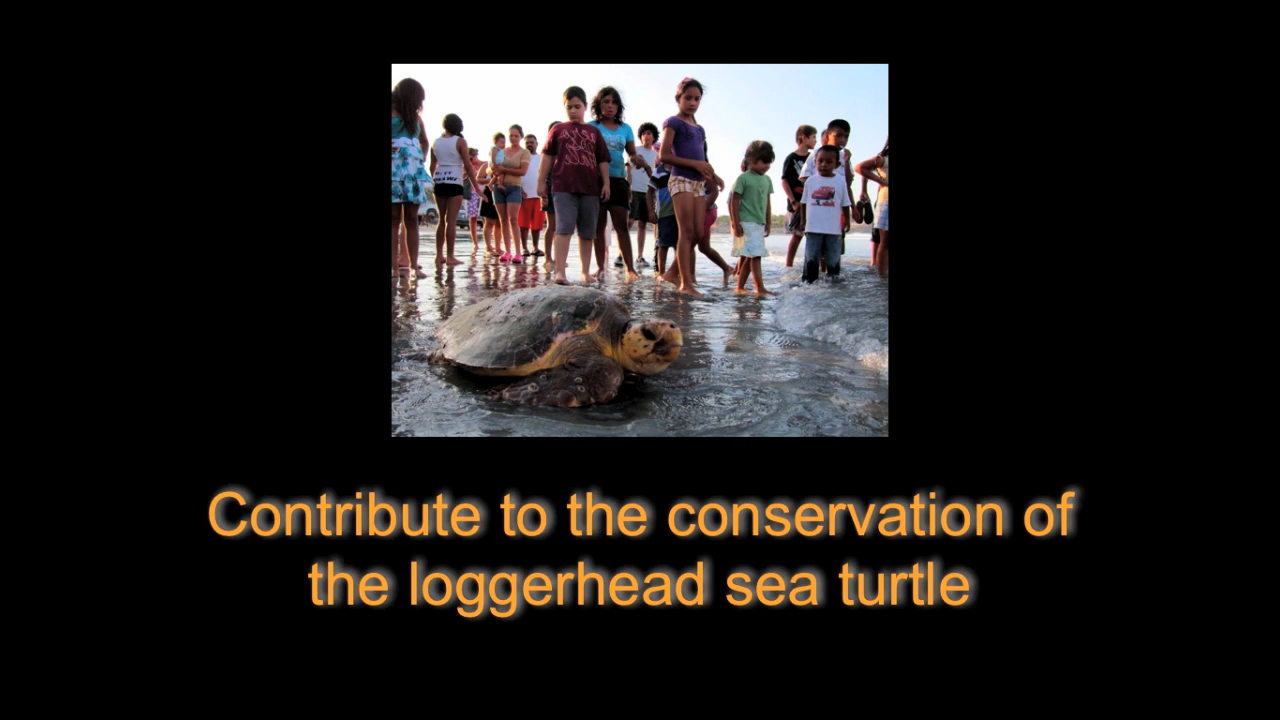 Contribute to the conservation of
the loggerhead sea turtle